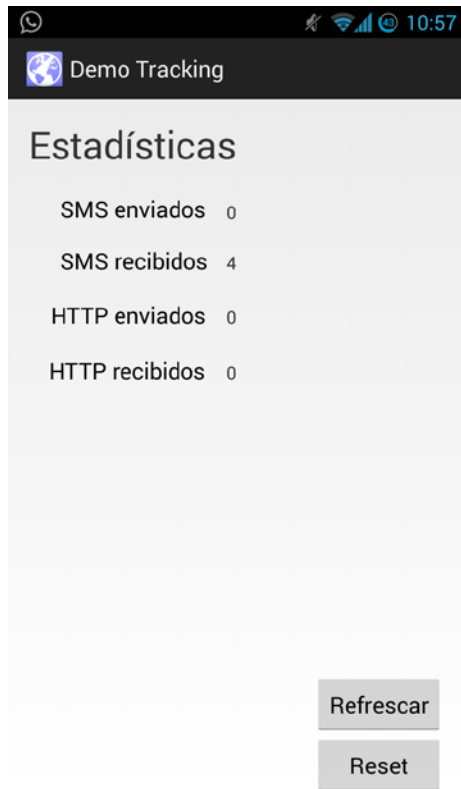 43 10:57
Demo Tracking
Estadísticas
SMS enviados 0
SMS recibidos 4
HTTP enviados 0
HTTP recibidos 0
Refrescar
Reset